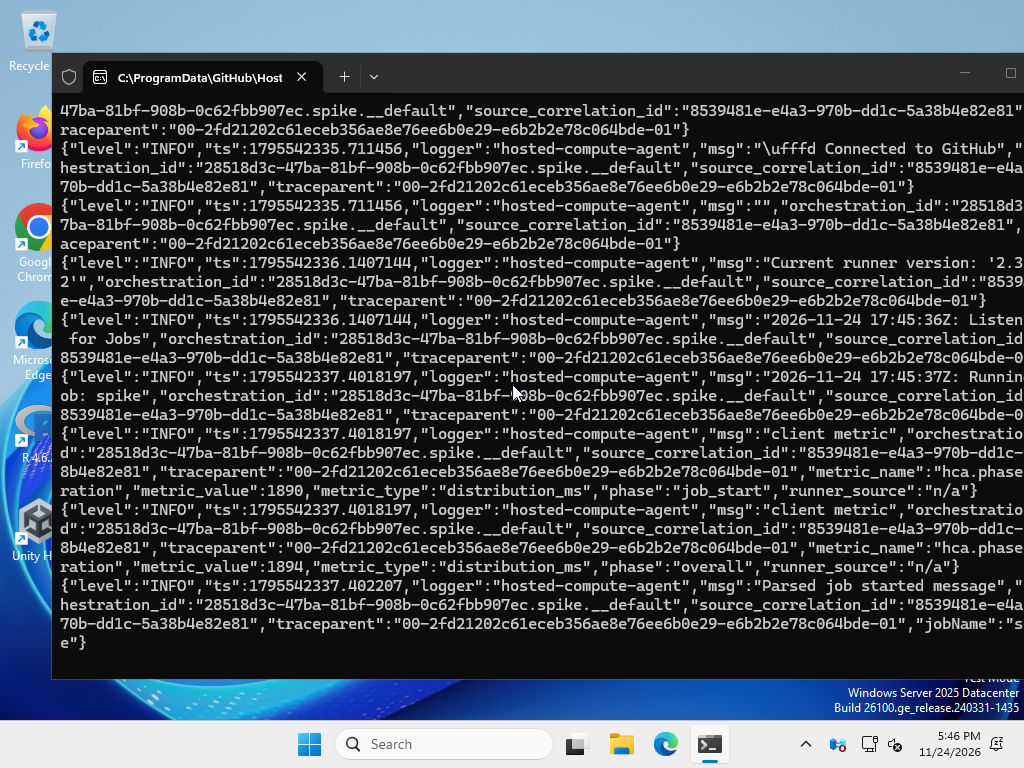 Recycle
Firefo
Googl
Chrom
Micros
Edge
R 4.6.
Unity H
C:\ProgramData\GitHub\Host
47ba-81bf-908b-0c62fbb907ec.spike.__default","source_correlation_id":"8539481e-e4a3-970b-dd1c-5a38b4e82e81"
raceparent":"00-2fd21202c61eceb356ae8e76ee6b0e29-e6b2b2e78c064bde-01"}
{"level":"INFO","ts":1795542335.711456,"logger":"hosted-compute-agent","msg":"\ufffd Connected to GitHub","
hestration_id":"28518d3c-47ba-81bf-908b-0c62fbb907ec.spike.__default","source_correlation_id":"8539481e-e4a
70b-dd1c-5a38b4e82e81","traceparent":"00-2fd21202c61eceb356ae8e76ee6b0e29-e6b2b2e78c064bde-01"}
{"level":"INFO","ts":1795542335.711456,"logger":"hosted-compute-agent","msg":"","orchestration_id":"28518d3
7ba-81bf-908b-0c62fbb907ec.spike.__default","source_correlation_id":"8539481e-e4a3-970b-dd1c-5a38b4e82e81",
aceparent":"00-2fd21202c61eceb356ae8e76ee6b0e29-e6b2b2e78c064bde-01"}
{"level":"INFO","ts":1795542336.1407144,"logger":"hosted-compute-agent","msg":"Current runner version: '2.3
2'","orchestration_id":"28518d3c-47ba-81bf-908b-0c62fbb907ec.spike.__default","source_correlation_id":"8539
e-e4a3-970b-dd1c-5a38b4e82e81","traceparent":"00-2fd21202c61eceb356ae8e76ee6b0e29-e6b2b2e78c064bde-01"}
{"level":"INFO","ts":1795542336.1407144,"logger":"hosted-compute-agent","msg":"2026-11-24 17:45:36Z: Listen
for Jobs","orchestration_id":"28518d3c-47ba-81bf-908b-0c62fbb907ec.spike.__default","source_correlation_id
8539481e-e4a3-970b-dd1c-5a38b4e82e81","traceparent":"00-2fd21202c61eceb356ae8e76ee6b0e29-e6b2b2e78c064bde-0
{"level":"INFO","ts":1795542337.4018197,"logger":"hosted-compute-agent","msg":"2026-11-24 17:45:37Z: Runnin
ob: spike","orchestration_id":"28518d3c-47ba-81bf-908b-0c62fbb907ec.spike.__default","source_correlation_id
8539481e-e4a3-970b-dd1c-5a38b4e82e81","traceparent":"00-2fd21202c61eceb356ae8e76ee6b0e29-e6b2b2e78c064bde-0
{"level":"INFO","ts":1795542337.4018197,"logger":"hosted-compute-agent","msg":"client metric","orchestratio
d":"28518d3c-47ba-81bf-908b-0c62fbb907ec.spike.__default","source_correlation_id":"8539481e-e4a3-970b-dd1c-
8b4e82e81","traceparent":"00-2fd21202c61eceb356ae8e76ee6b0e29-e6b2b2e78c064bde-01","metric_name":"hca.phase
ration","metric_value":1890,"metric_type":"distribution_ms","phase":"job_start","runner_source":"n/a"}
{"level":"INFO","ts":1795542337.4018197,"logger":"hosted-compute-agent","msg":"client metric","orchestratio
d":"28518d3c-47ba-81bf-908b-0c62fbb907ec.spike.__default","source_correlation_id":"8539481e-e4a3-970b-dd1c-
8b4e82e81","traceparent":"00-2fd21202c61eceb356ae8e76ee6b0e29-e6b2b2e78c064bde-01","metric_name":"hca.phase
ration","metric_value":1894,"metric_type":"distribution_ms","phase":"overall","runner_source":"n/a"}
{"level":"INFO","ts":1795542337.402207,"logger":"hosted-compute-agent","msg":"Parsed job started message","
hestration_id":"28518d3c-47ba-81bf-908b-0c62fbb907ec.spike.__default","source_correlation_id":"8539481e-e4a
70b-dd1c-5a38b4e82e81","traceparent":"00-2fd21202c61eceb356ae8e76ee6b0e29-e6b2b2e78c064bde-01","jobName":"s
e"}
Test Mode
Windows Server 2025 Datacenter
Build 26100.ge_release.240331-1435
Search
5:46 PM
11/24/2026